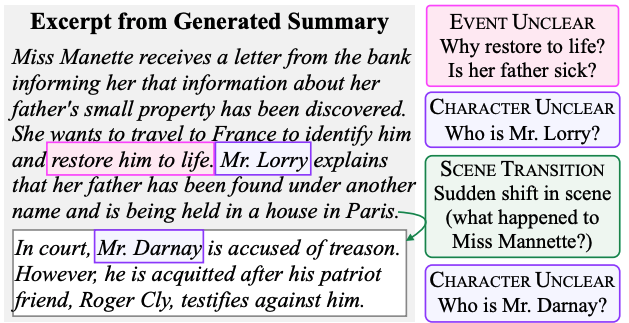 Excerpt from Generated Summary
Miss Manette receives a letter from the bank
informing her that information about her
father's small property has been discovered.
She wants to travel to France to identify him
and restore him to life. Mr. Lorry explains
that her father has been found under another
name and is being held in a house in Paris.
In court, Mr. Darnay is accused of treason.
However, he is acquitted after his patriot
friend, Roger Cly, testifies against him.
EVENT UNCLEAR
Why restore to life?
Is her father sick?
CHARACTER UNCLEAR
Who is Mr. Lorry?
SCENE TRANSITION
Sudden shift in scene
(what happened to
Miss Mannette?)
CHARACTER UNCLEAR
Who is Mr. Darnay?